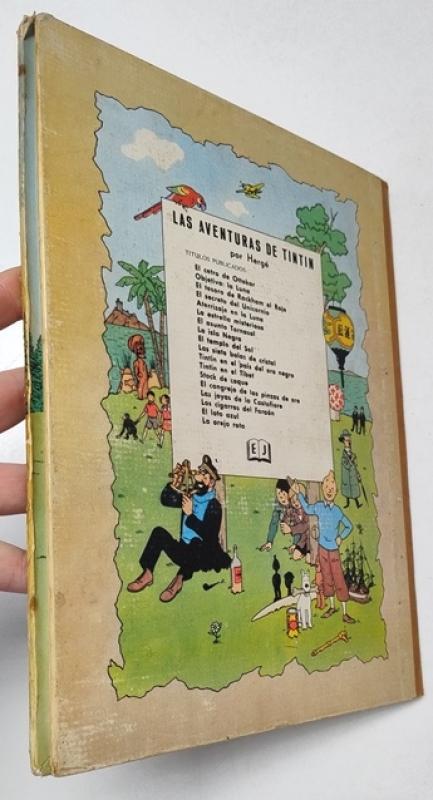 LAS AVENTURAS DE TINTIN
por Hergé
TITULOS PUBLICADOS:
El cetro de Ottokar
Objetivo: la Luna
El tesoro de Rackham el Rojo
El secreto del Unicornio
Aterrizaje en la Luna
La estrella misteriosa
El asunto Tornasol
La isla Negra
El templo del Sol
Las siete bolas de cristal
Tintín en el país del oro negro
Tintín en el Tíbet
Stock de coque
El cangrejo de las pinzas de oro
Las joyas de la Castafiore
Los cigarros del Faraón
El loto azul
La oreja rota
E J